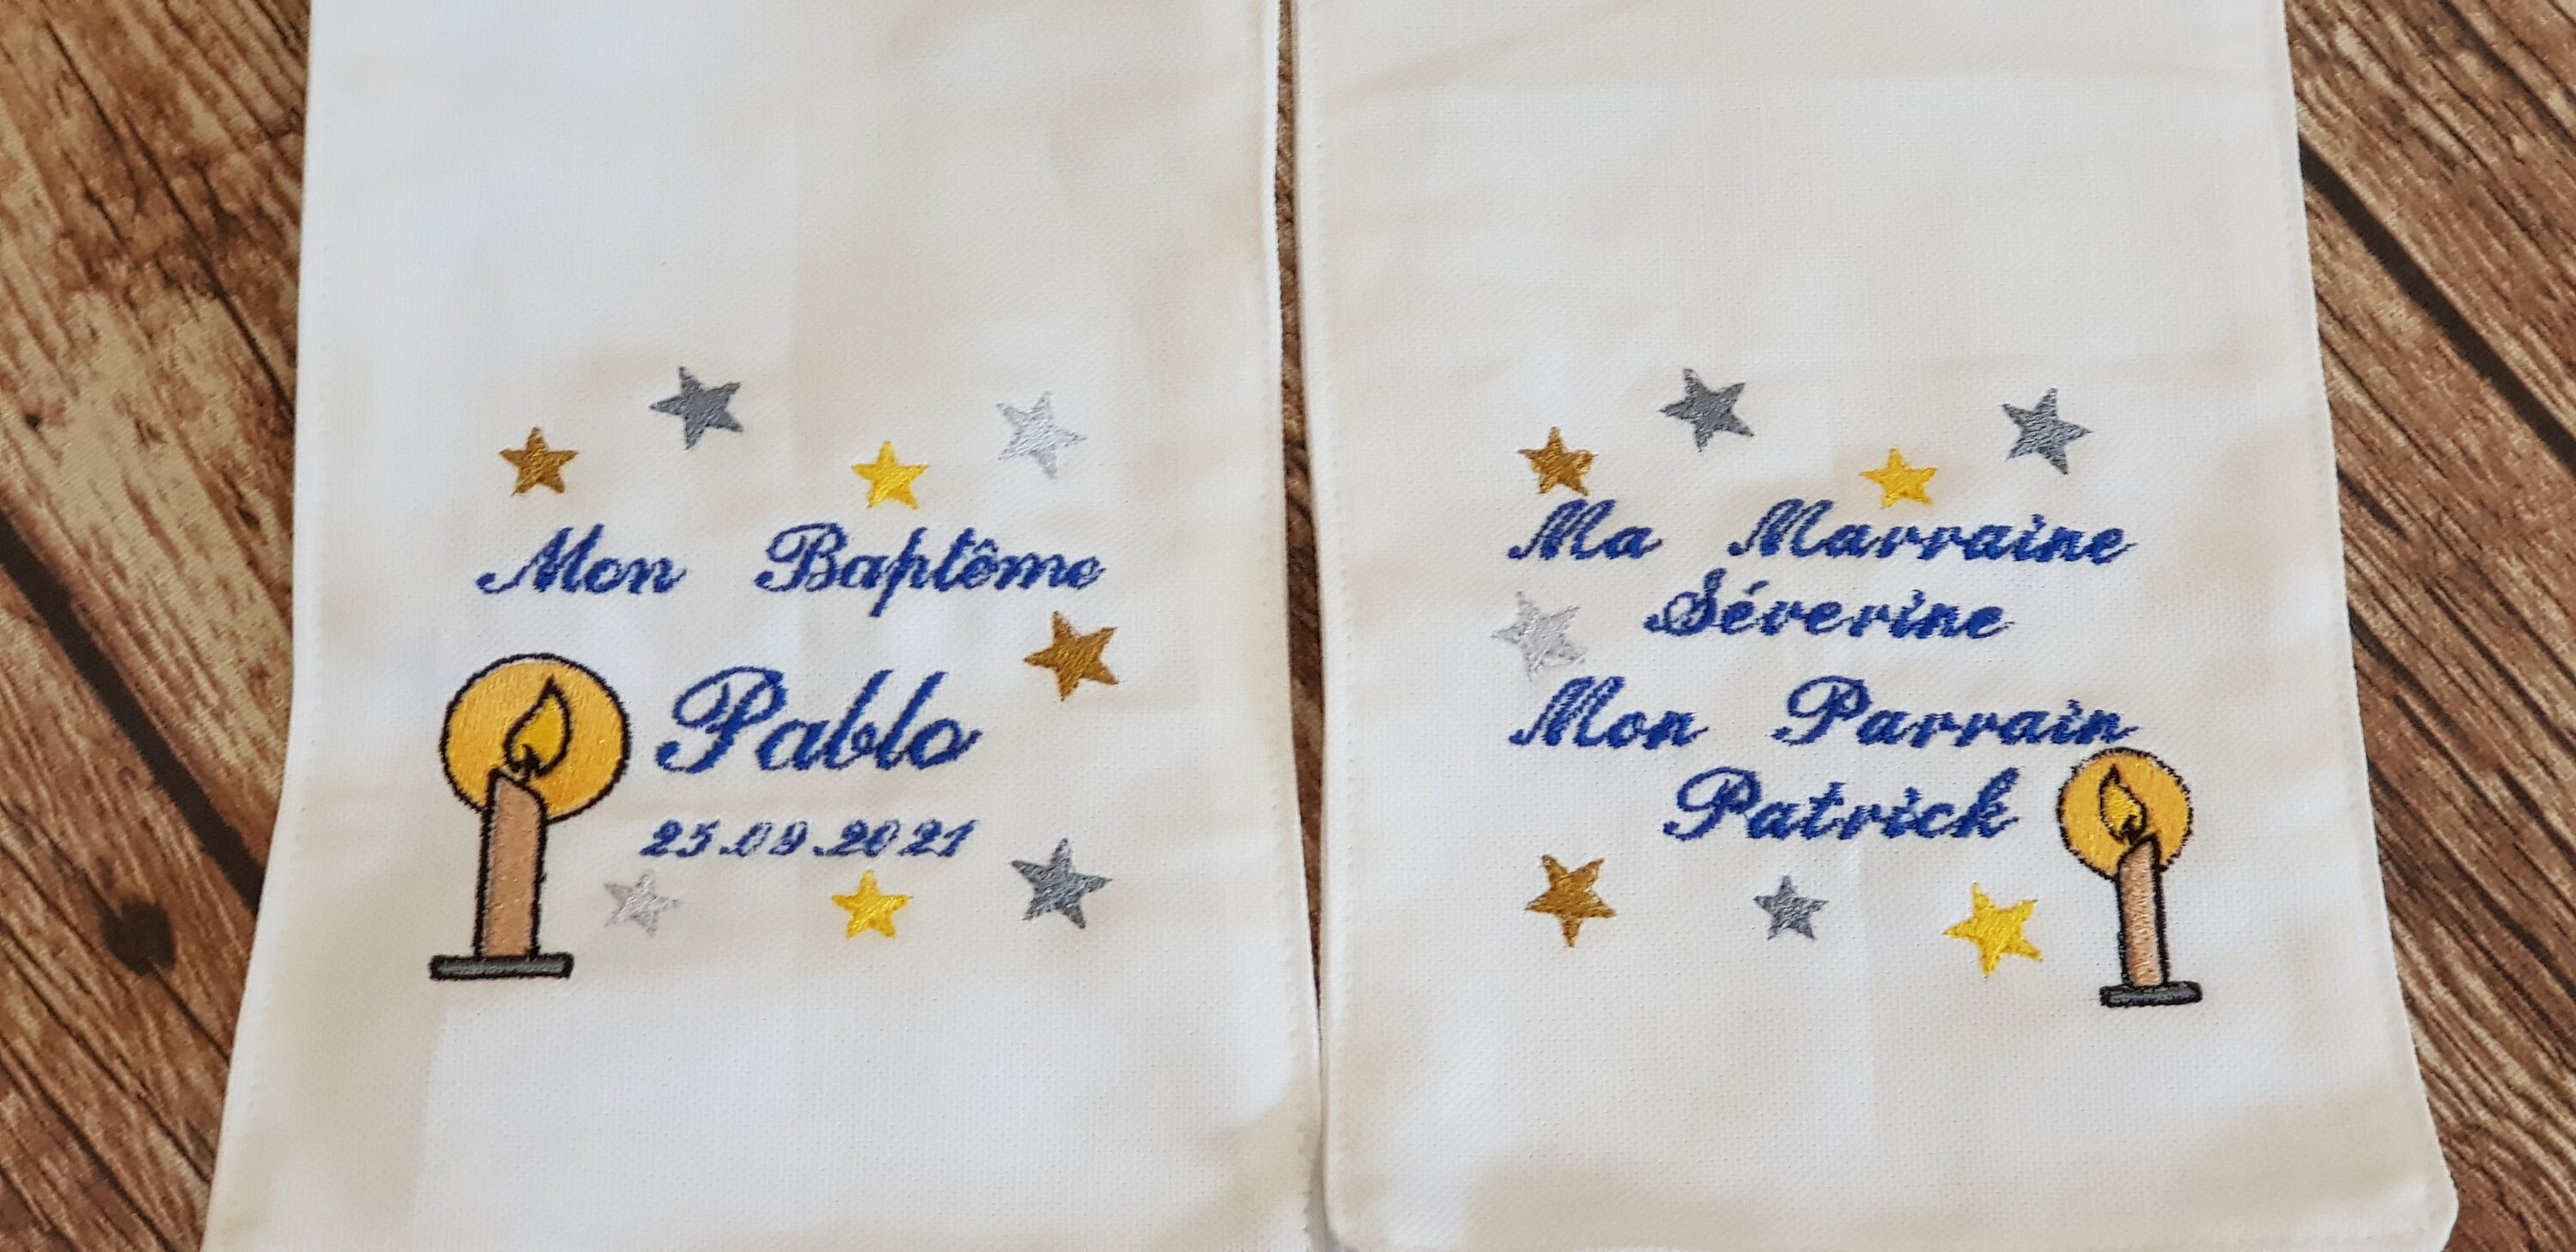 Mon Baptême
Pablo
25.09.2021
Ma Marraine
Séverine
Mon Parrain
Patrick